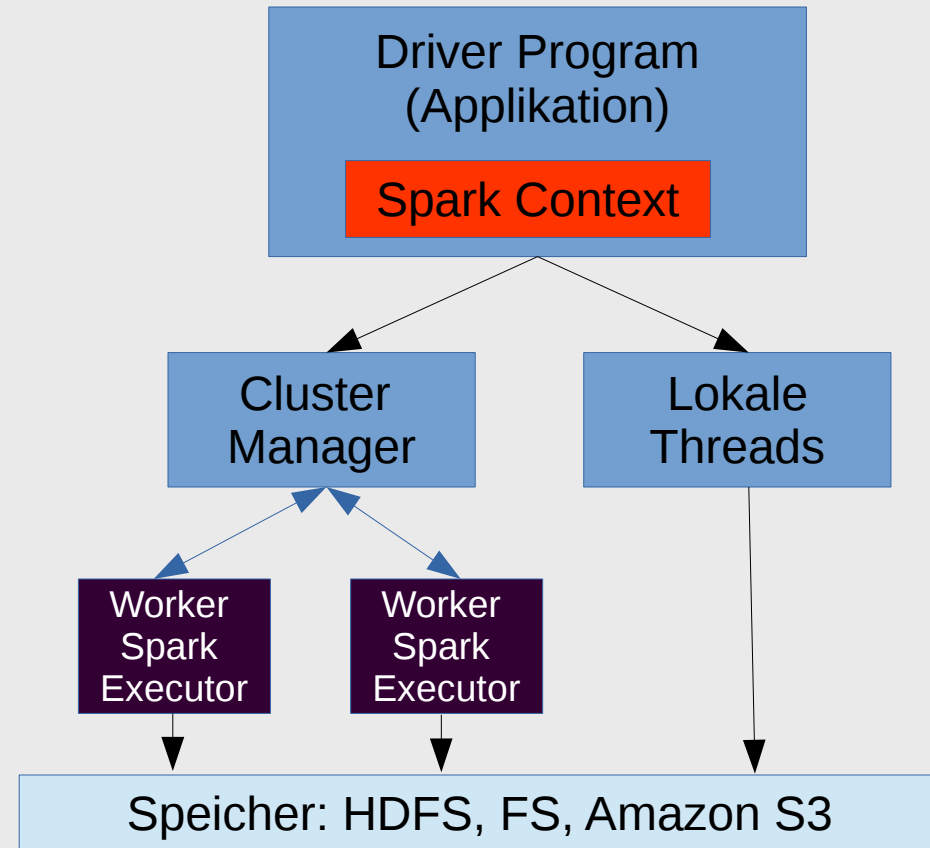 Driver Program
(Applikation)
Spark Context
Cluster
Manager
Lokale
Threads
Worker
Spark
Executor
Worker
Spark
Executor
Speicher: HDFS, FS, Amazon S3